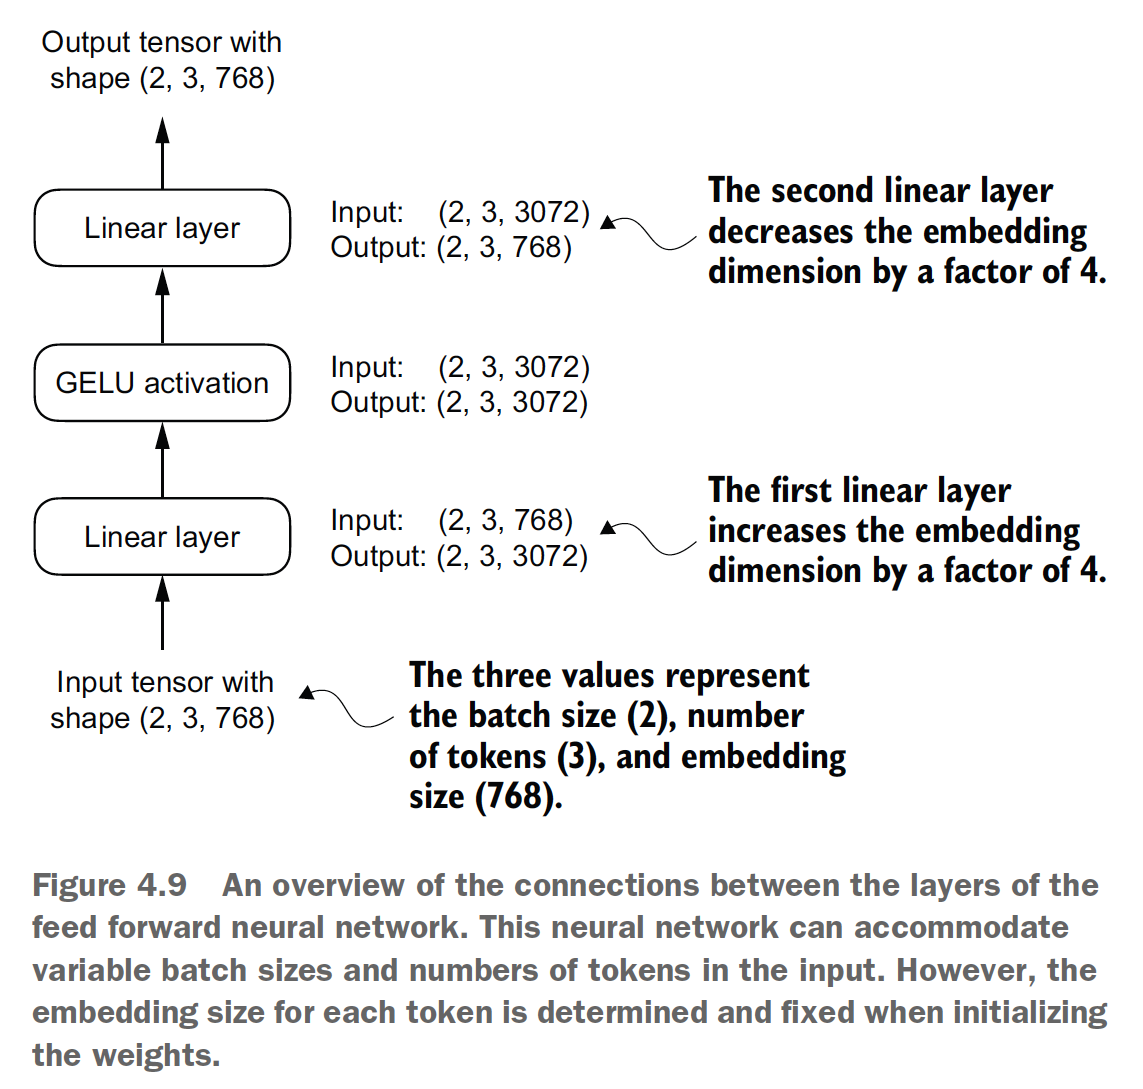 Output tensor with
shape (2, 3, 768)
Linear layer
Input: (2, 3, 3072)
Output: (2, 3, 768)
The second linear layer
decreases the embedding
dimension by a factor of 4.
GELU activation
Input: (2, 3, 3072)
Output: (2, 3, 3072)
Linear layer
Input: (2, 3, 768)
Output: (2, 3, 3072)
The first linear layer
increases the embedding
dimension by a factor of 4.
Input tensor with
shape (2, 3, 768)
The three values represent
the batch size (2), number
of tokens (3), and embedding
size (768).
Figure 4.9 An overview of the connections between the layers of the
feed forward neural network. This neural network can accommodate
variable batch sizes and numbers of tokens in the input. However, the
embedding size for each token is determined and fixed when initializing
the weights.